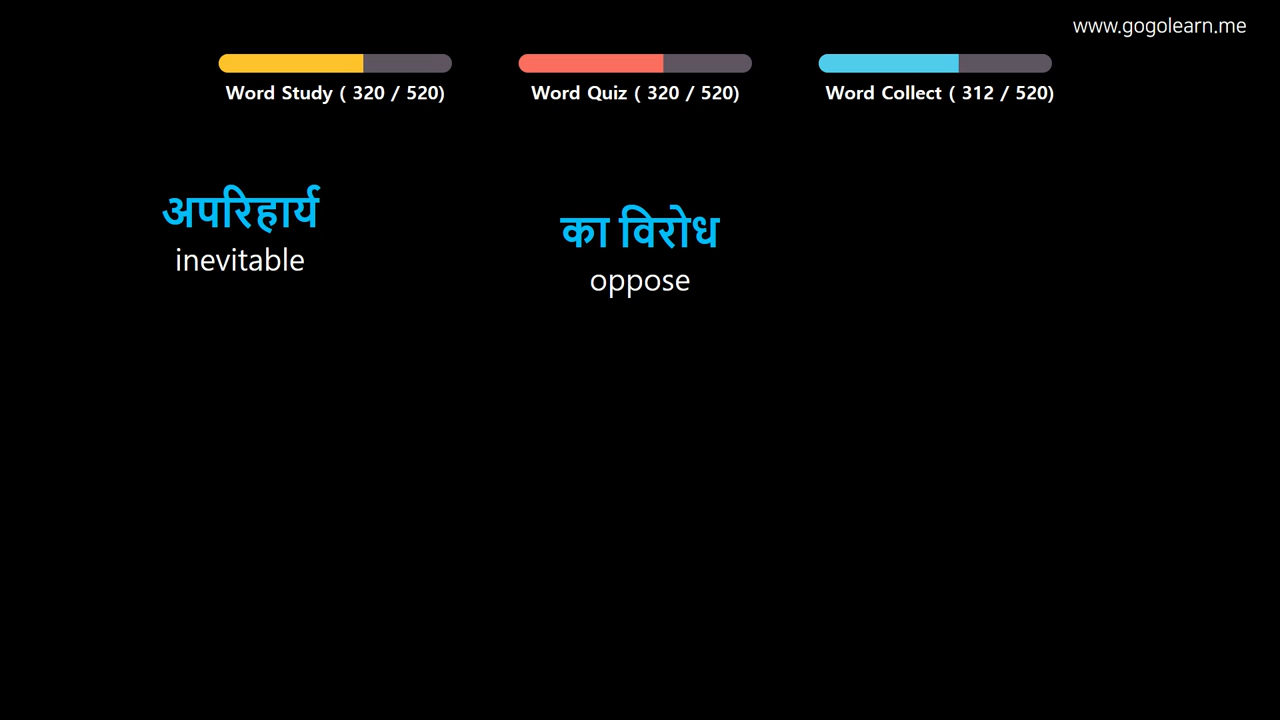 www.gogolearn.me
Word Study ( 320 / 520)
Word Quiz ( 320 / 520)
Word Collect ( 312 / 520)
अपरिहार्य
inevitable
का विरोध
oppose